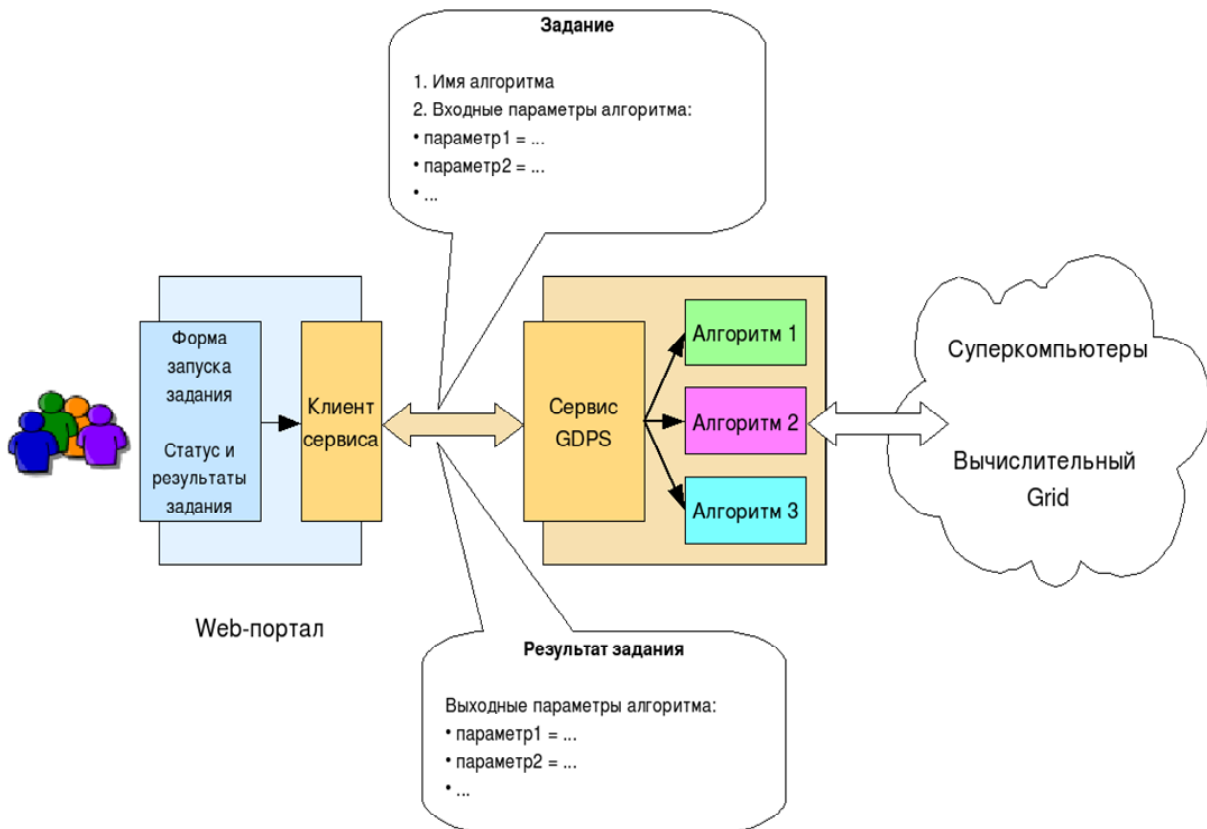 Задание
1. Имя алгоритма
2. Входные параметры алгоритма:
• параметр1 = ...
• параметр2 = ...
• ...
Форма
запуска
задания
Статус и
результаты
задания
Клиент
сервиса
Сервис
GDPS
Алгоритм 1
Алгоритм 2
Алгоритм 3
Суперкомпьютеры
Вычислительный
Grid
Web-портал
Результат задания
Выходные параметры алгоритма:
• параметр1 = ...
• параметр2 = ...
• ...